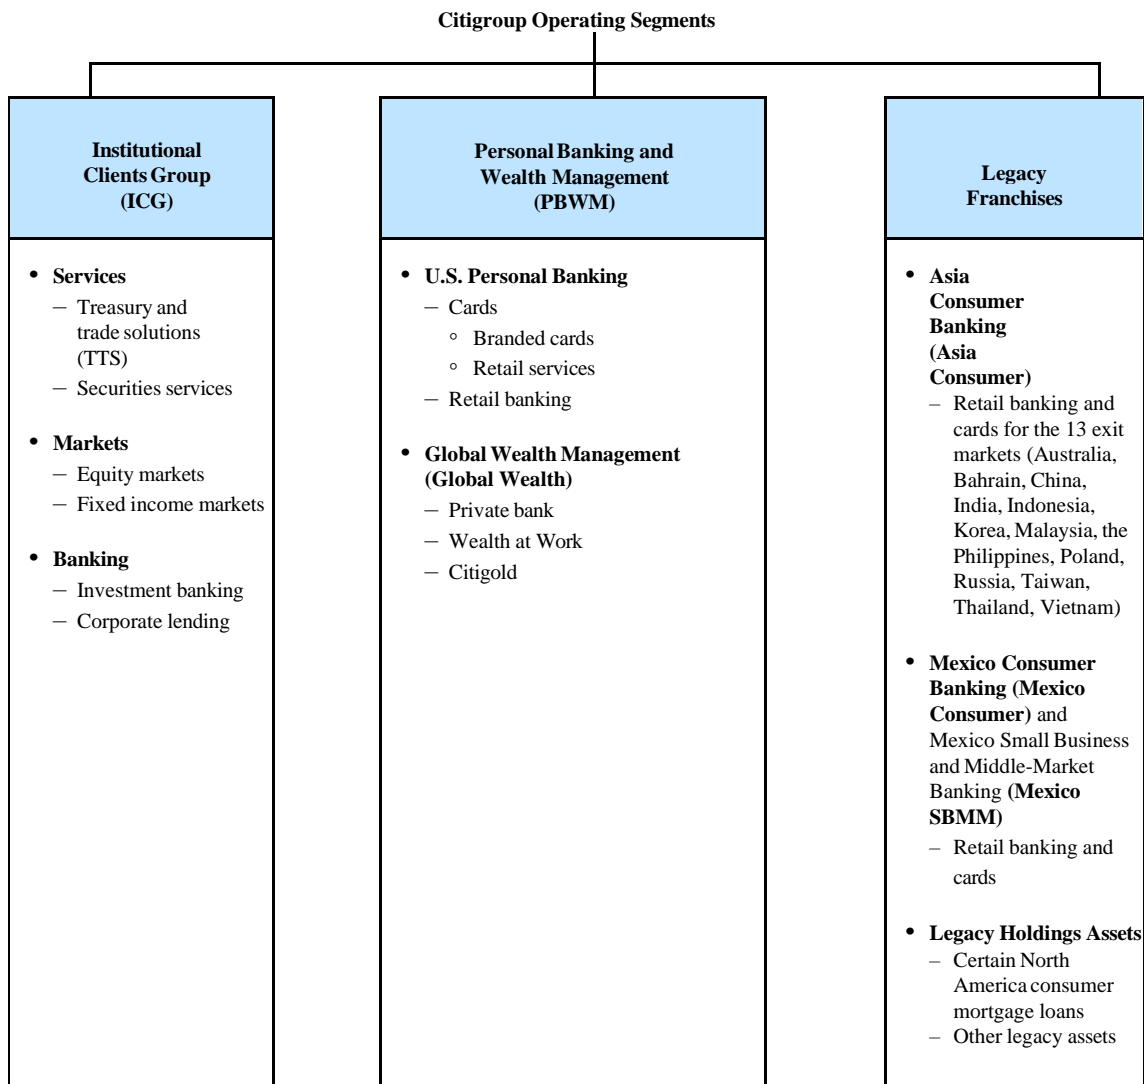 Citigroup Operating Segments
Institutional
Clients Group
(ICG)
• Services
– Treasury and
trade solutions
(TTS)
– Securities services
• Markets
– Equity markets
– Fixed income markets
• Banking
– Investment banking
– Corporate lending
Personal Banking and
Wealth Management
(PBWM)
• U.S. Personal Banking
– Cards
◦ Branded cards
◦ Retail services
– Retail banking
• Global Wealth Management
(Global Wealth)
– Private bank
– Wealth at Work
– Citigold
Legacy
Franchises
• Asia
Consumer
Banking
(Asia
Consumer)
– Retail banking and
cards for the 13 exit
markets (Australia,
Bahrain, China,
India, Indonesia,
Korea, Malaysia, the
Philippines, Poland,
Russia, Taiwan,
Thailand, Vietnam)
• Mexico Consumer
Banking (Mexico
Consumer) and
Mexico Small Business
and Middle-Market
Banking (Mexico
SBMM)
– Retail banking and
cards
• Legacy Holdings Assets
– Certain North
America consumer
mortgage loans
– Other legacy assets